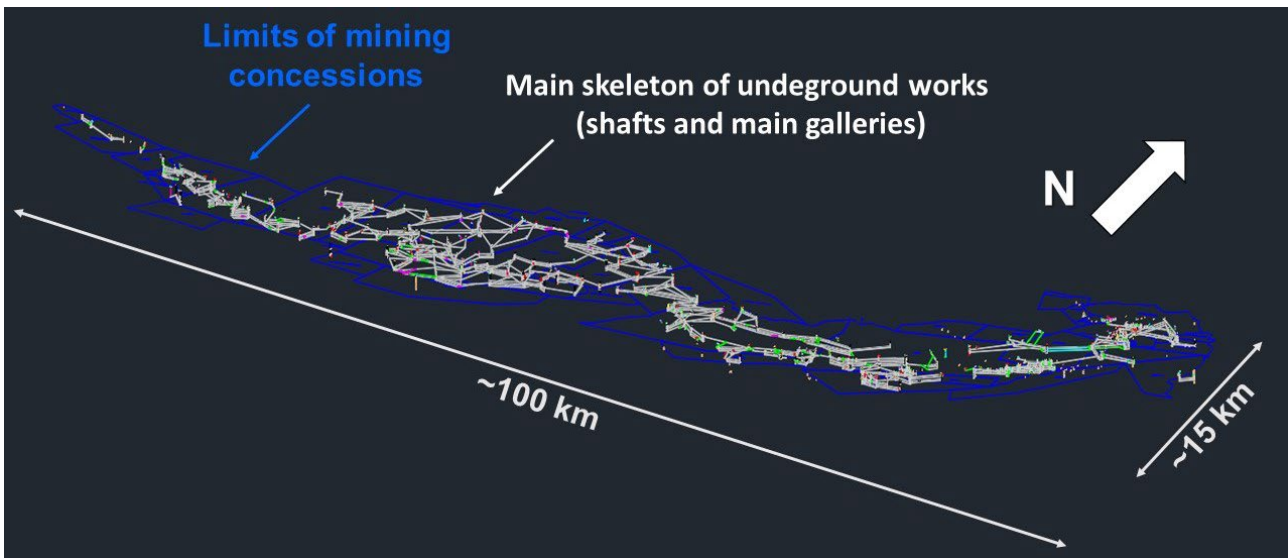 Limits of mining
concessions
Main skeleton of undeground works
(shafts and main galleries)
N
~100 km
~15 km